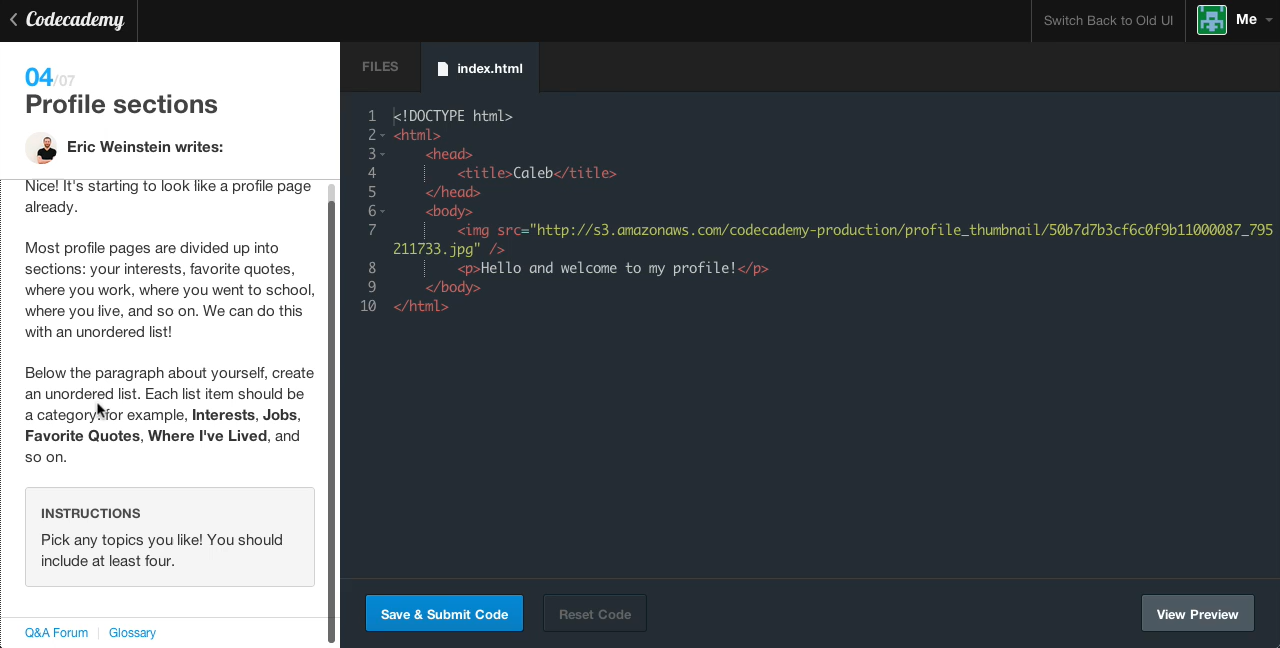 Codecademy
Switch Back to Old UI
Me
04/07
Profile sections
Eric Weinstein writes:
Nice! It's starting to look like a profile page
already.
Most profile pages are divided up into
sections: your interests, favorite quotes,
where you work, where you went to school,
where you live, and so on. We can do this
with an unordered list!
Below the paragraph about yourself, create
an unordered list. Each list item should be
a category: for example, Interests, Jobs,
Favorite Quotes, Where I've Lived, and
so on.
INSTRUCTIONS
Pick any topics you like! You should
include at least four.
Q&A Forum
Glossary
FILES
index.html
1 <!DOCTYPE html>
2 <html>
3 <head>
4 <title>Caleb</title>
5 </head>
6 <body>
7 <img src="http://s3.amazonaws.com/codecademy-production/profile_thumbnail/50b7d7b3cf6c0f9b11000087_795
211733.jpg" />
8 <p>Hello and welcome to my profile!</p>
9 </body>
10 </html>
Save & Submit Code
Reset Code
View Preview